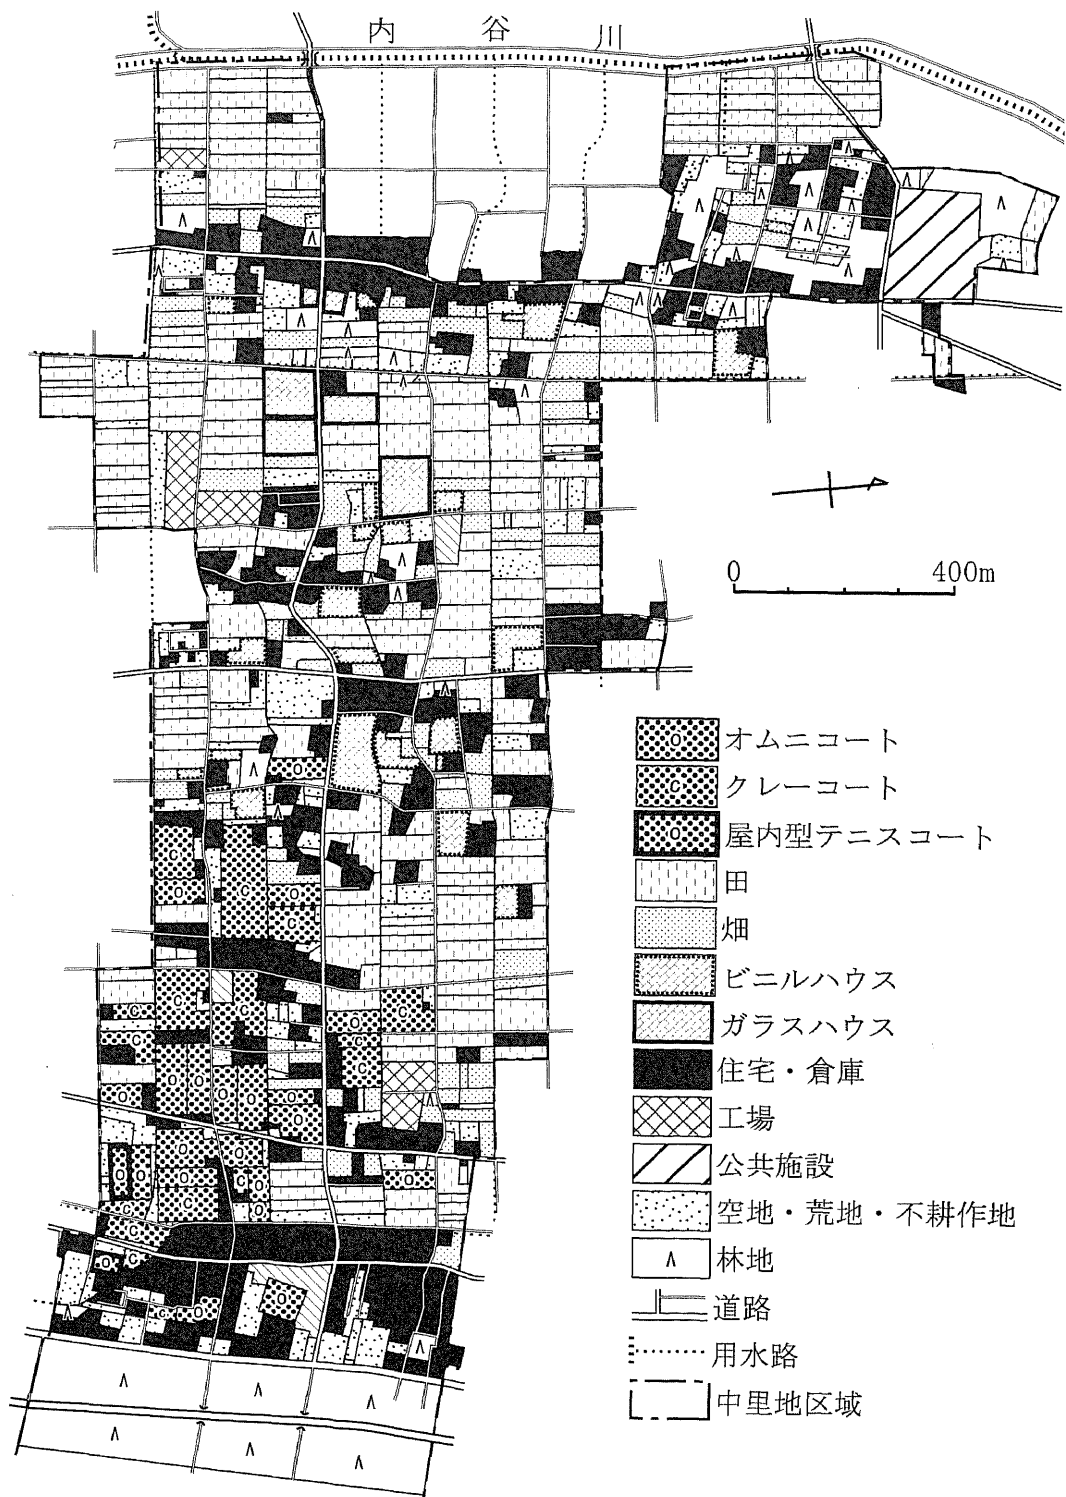 内谷川
0 400m
オムニコート
クレーコート
屋内型テニスコート
田
畑
ビニルハウス
ガラスハウス
住宅・倉庫
工場
公共施設
空地・荒地・不耕作地
林地
道路
用水路
中里地区域